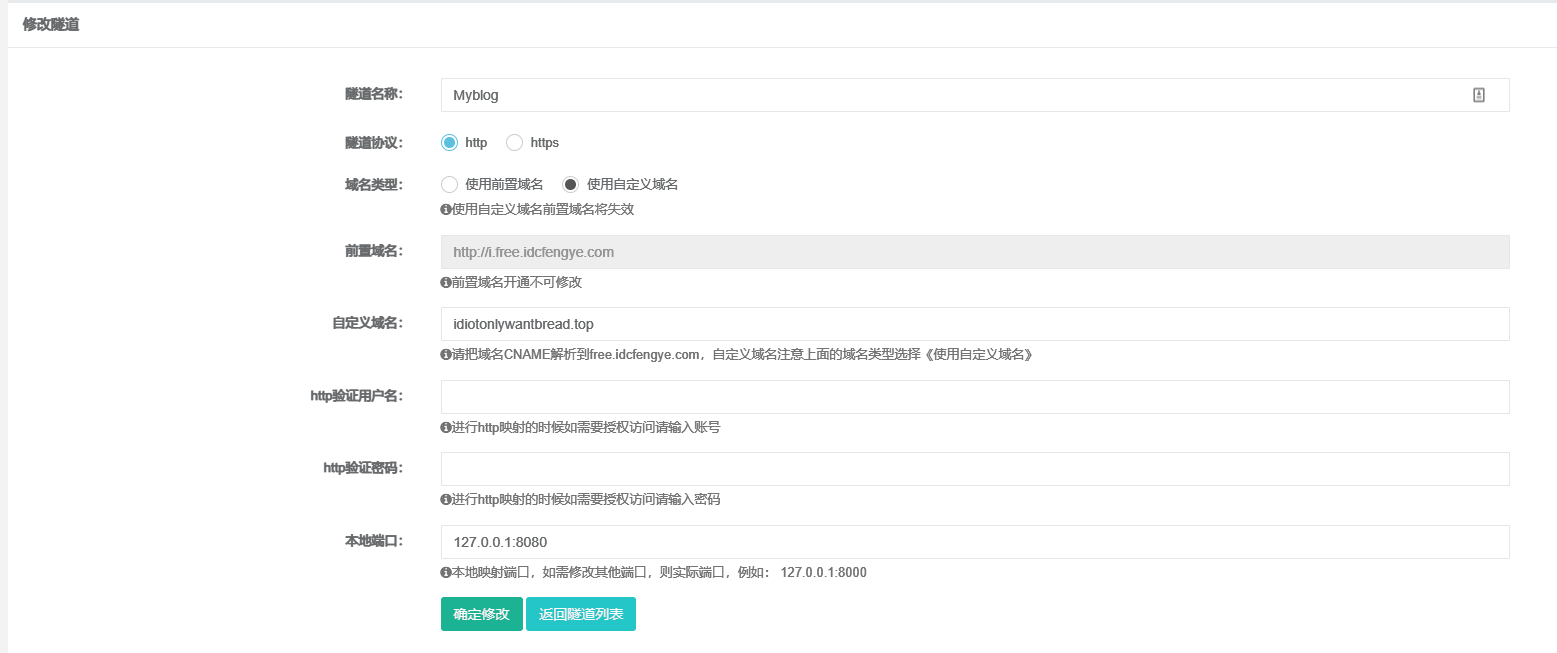 修改隧道
隧道名称：
Myblog
隧道协议：
http https
域名类型：
使用前置域名 使用自定义域名
使用自定义域名前置域名将失效
前置域名：
http://i.free.idcfengye.com
前置域名开通不可修改
自定义域名：
idiotonlywantbread.top
请把域名CNAME解析到free.idcfengye.com，自定义域名注意上面的域名类型选择《使用自定义域名》
http验证用户名：
进行http映射的时候如需要授权访问请输入账号
http验证密码：
进行http映射的时候如需要授权访问请输入密码
本地端口：
127.0.0.1:8080
本地映射端口，如需修改其他端口，则实际端口，例如： 127.0.0.1:8000
确定修改 返回隧道列表